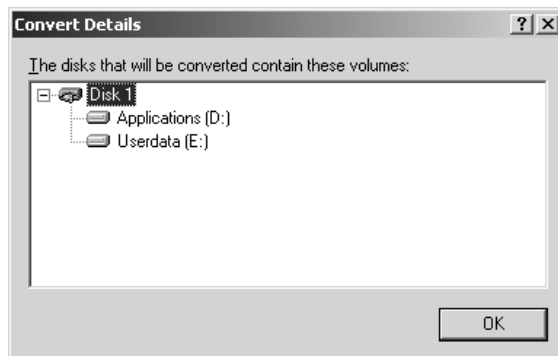 Convert Details
The disks that will be converted contain these volumes:
Disk 1
Applications (D:)
Userdata (E:)
OK